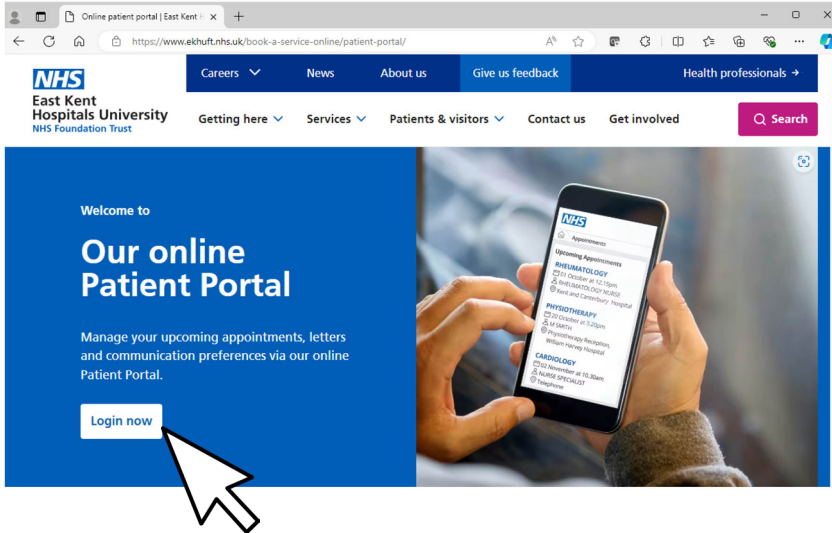 Online patient portal | East Kent H
https://www.ekhuft.nhs.uk/book-a-service-online/patient-portal/
NHS
East Kent
Hospitals University
NHS Foundation Trust
Careers
News
About us
Give us feedback
Health professionals →
Getting here
Services
Patients & visitors
Contact us
Get involved
Search
Welcome to
Our online
Patient Portal
Manage your upcoming appointments, letters
and communication preferences via our online
Patient Portal.
Login now
NHS
Appointments
Upcoming Appointments
RHEUMATOLOGY
01 October at 12.15pm
RHEUMATOLOGY NURSE
Kent and Canterbury Hospital
PHYSIOTHERAPY
20 October at 3.20pm
M SMITH
Physiotherapy Reception,
William Harvey Hospital
CARDIOLOGY
02 November at 10.30am
NURSE SPECIALIST
Telephone